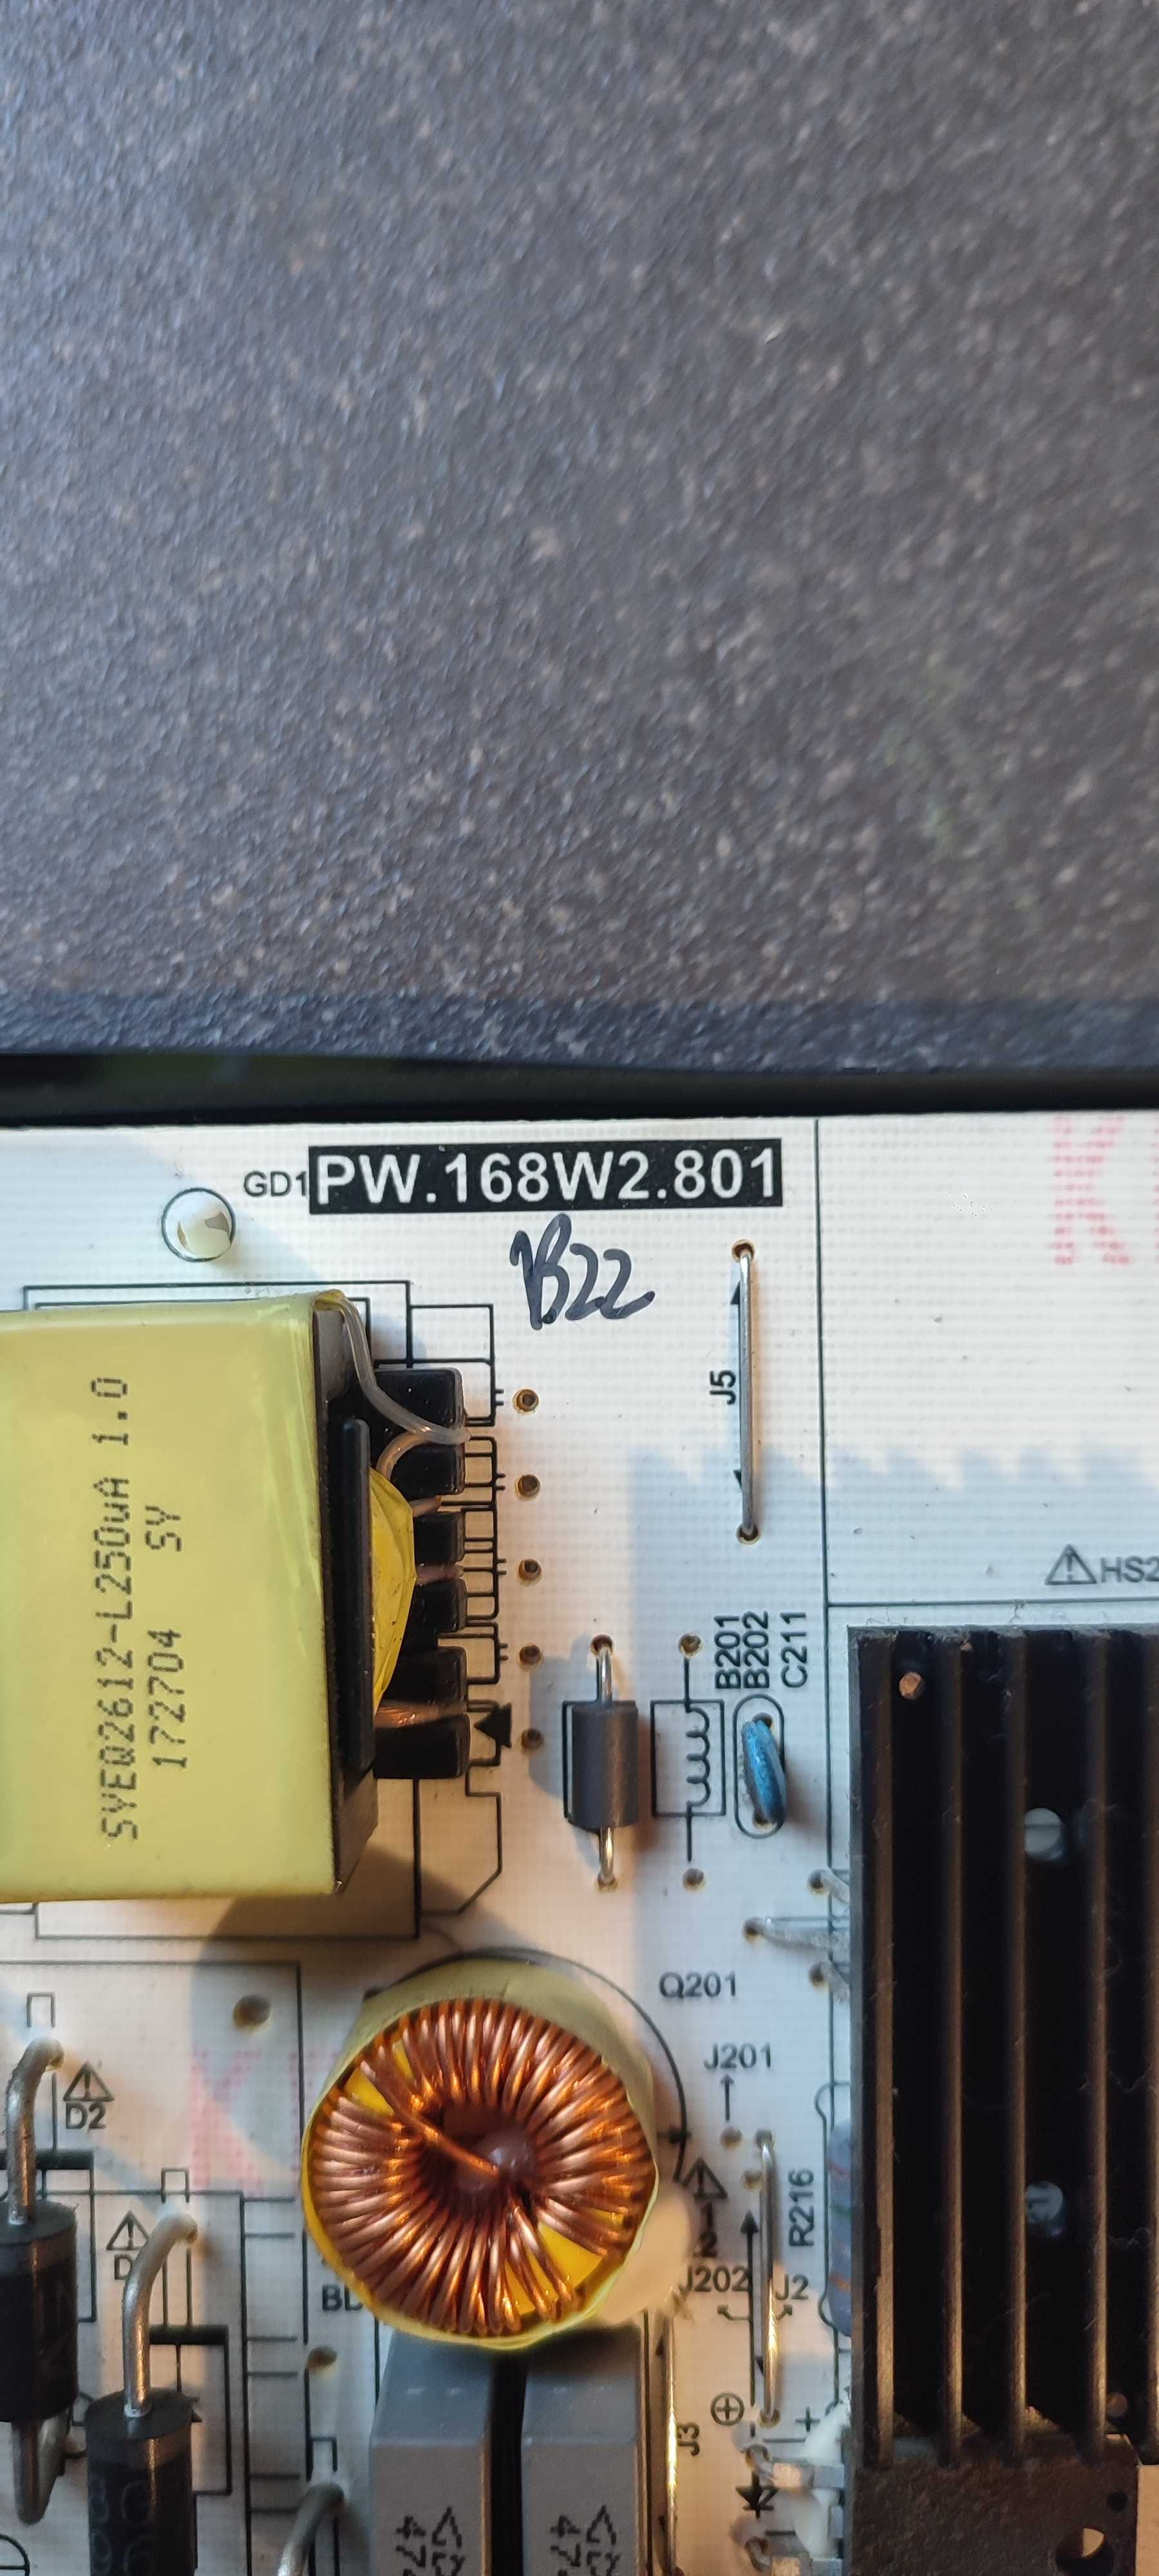 GD1
PW.168W2.801
B22
J5
SYEQ2612-L250uA 1.0
172704 SY
HS2
B201
B202
C211
Q201
J201
D2
R216
J202
J2
J3